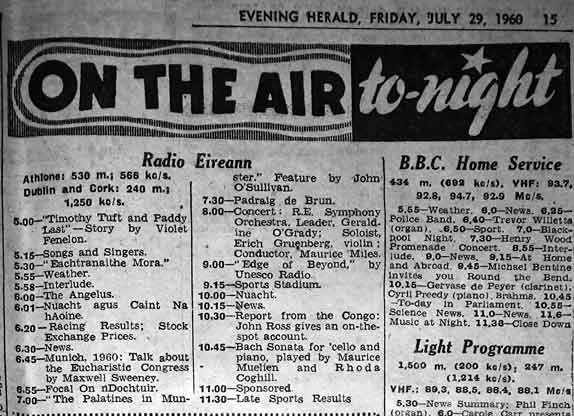 EVENING HERALD, FRIDAY, JULY 29, 1960 15
ON THE AIR to-night
Radio Eireann
Athlone: 530 m.; 566 kc/s.
Dublin and Cork: 240 m.;
1,250 kc/s.
5.00—"Timothy Tuft and Paddy
Last"—Story by Violet
Fenelon.
5.15—Songs and Singers.
5.30—"Eachtranaithe Mora."
5.55—Weather.
5.58—Interlude.
6.00—The Angelus.
6.01—Nuacht agus Caint Na
hAoine.
6.20—Racing Results; Stock
Exchange Prices.
6.30—News.
6.45—Munich, 1960: Talk about
the Eucharistic Congress
by Maxwell Sweeney.
6.55—Focal On nDochtuir.
7.00—"The Palatines in Mun-
ster." Feature by John
O'Sullivan.
7.30—Padraig de Brun.
8.00—Concert: R.E. Symphony
Orchestra, Leader, Gerald-
ine O'Grady; Soloist,
Erich Gruenberg, violin;
Conductor, Maurice Miles.
9.00—"Edge of Beyond," by
Unesco Radio.
9.15—Sports Stadium.
10.00—Nuacht.
10.15—News.
10.30—Report from the Congo:
John Ross gives an on-the-
spot account.
10.45—Bach Sonata for 'cello and
piano, played by Maurice
Muelien and Rhoda
Coghill.
11.00—Sponsored.
11.30—Late Sports Results
B.B.C. Home Service
434 m. (692 kc/s). VHF: 93.7,
92.8, 94.7, 92.9 Mc/s.
5.55—Weather. 6.0—News. 6.25—
Police Band. 6.40—Trevor Willetts
(organ). 6.50—Sport. 7.0—Black-
pool Night. 7.30—Henry Wood
Promenade Concert. 8.55—Inter-
lude. 9.0—News. 9.15—At Home
and Abroad. 9.45—Michael Bentine
invites you Round the Bend.
10.15—Gervase de Peyer (clarinet),
Cyril Preedy (piano), Brahms. 10.45
—To-day in Parliament. 10.55—
Science News. 11.0—News. 11.6—
Music at Night. 11.36—Close Down
Light Programme
1,500 m. (200 kc/s); 247 m.
(1,214 kc/s)
VHF.: 89.3, 88.5, 88.4, 88.1 Mc/s
5.30—News Summary; Phil Finch
(organ). 6.0—Carole Carr